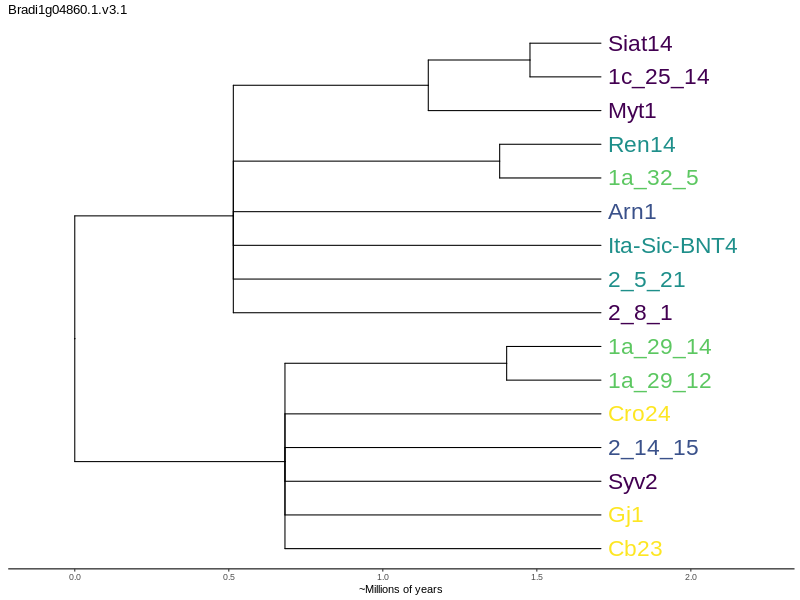 Bradi1g04860.1.v3.1
Siat14
1c_25_14
Myt1
Ren14
1a_32_5
Arn1
Ita-Sic-BNT4
2_5_21
2_8_1
1a_29_14
1a_29_12
Cro24
2_14_15
Syv2
Gj1
Cb23
0.0 0.5 1.0 1.5 2.0
~Millions of years